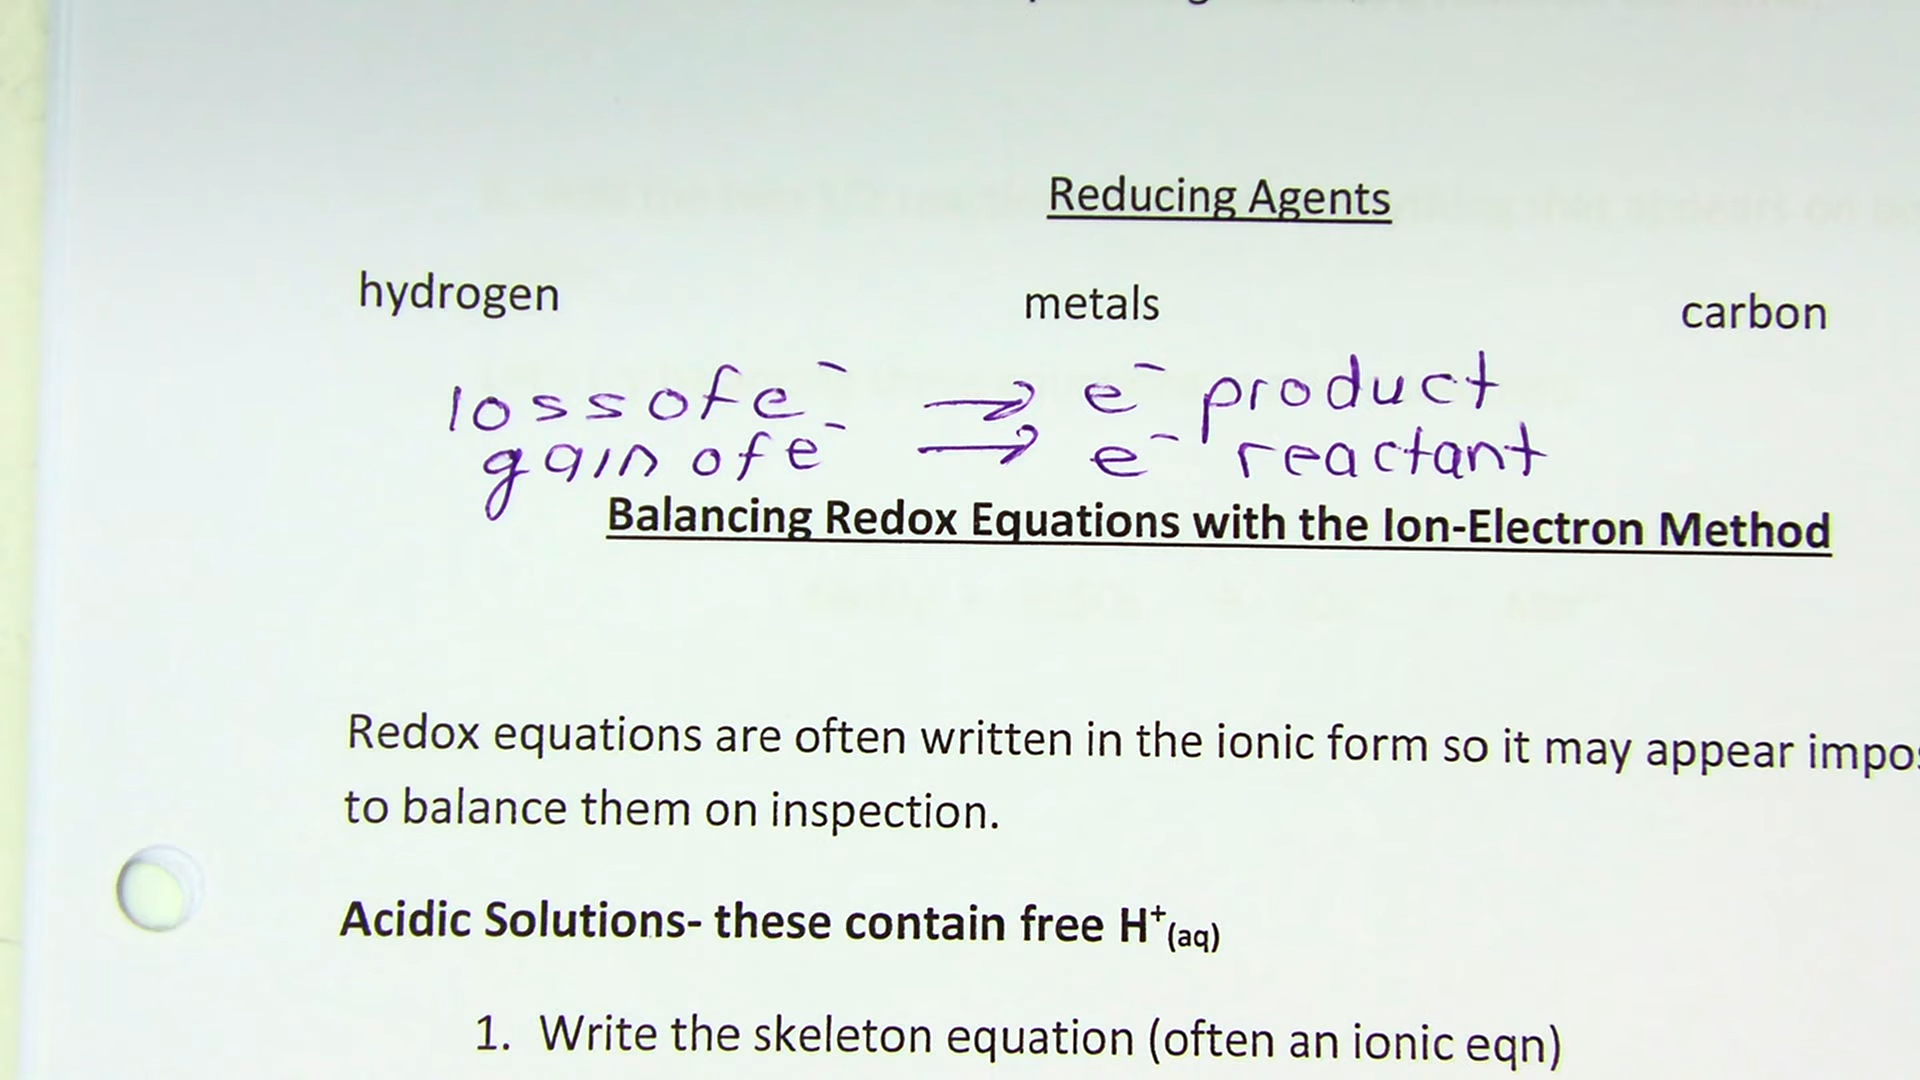 Reducing Agents
hydrogen metals carbon
loss of e⁻ → e⁻ product
gain of e⁻ → e⁻ reactant
Balancing Redox Equations with the Ion-Electron Method
Redox equations are often written in the ionic form so it may appear impos
to balance them on inspection.
Acidic Solutions- these contain free H⁺(aq)
1. Write the skeleton equation (often an ionic eqn)